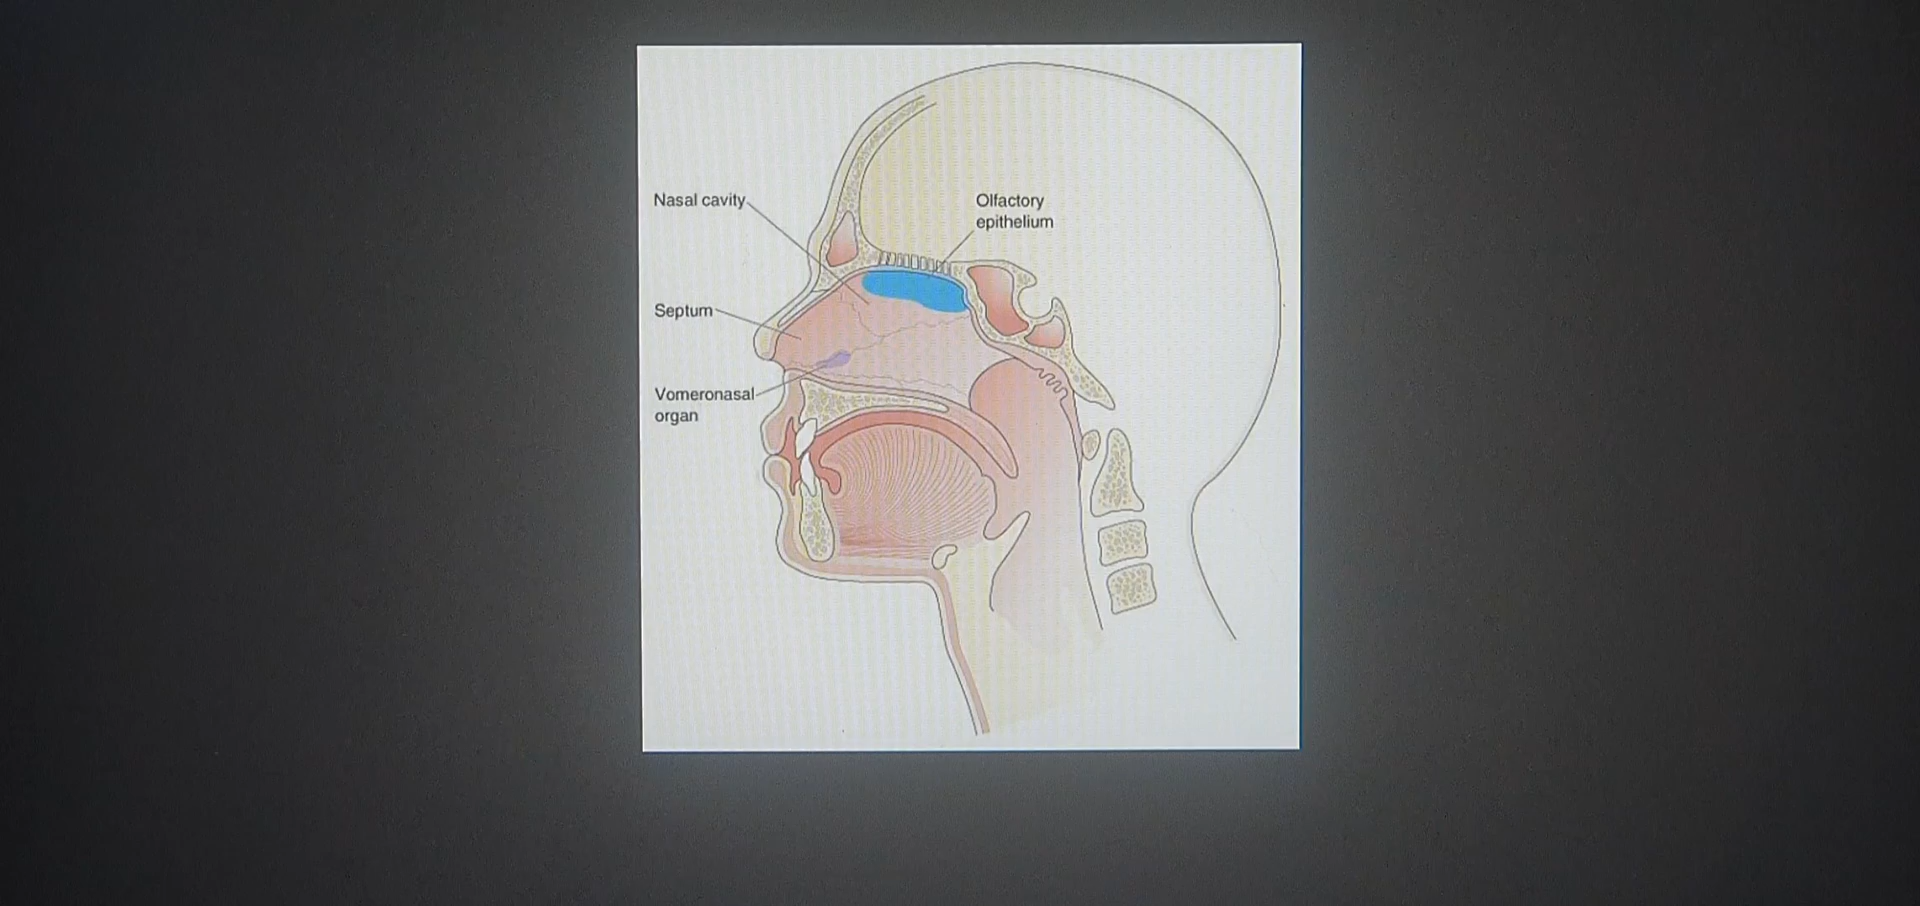 Nasal cavity
Olfactory
epithelium
Septum
Vomeronasal
organ